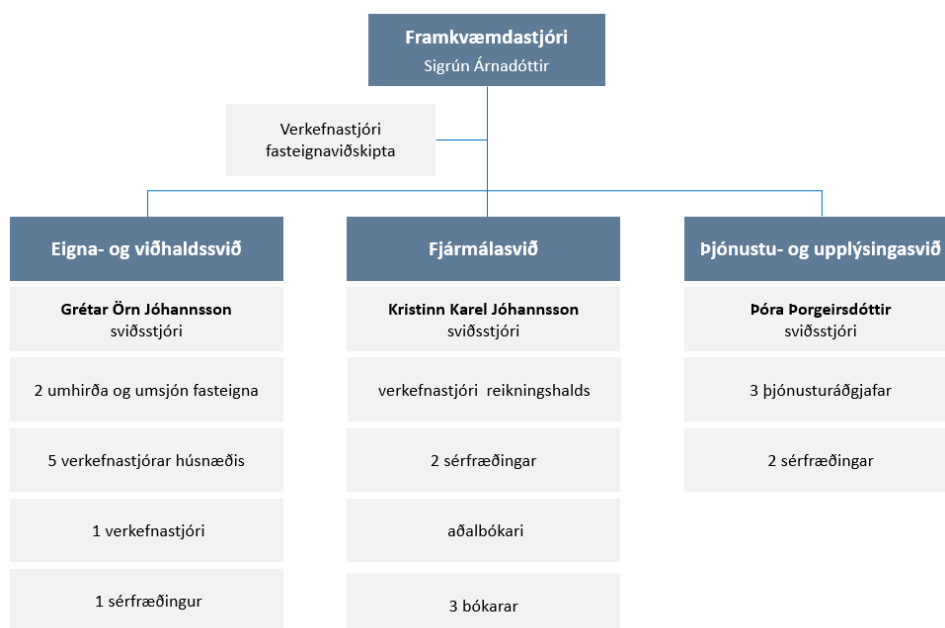 Framkvæmdastjóri
Sigrún Árnadóttir
Verkefnastjóri
fasteignaviðskipta
Eigna- og viðhaldssvið
Grétar Örn Jóhannsson
sviðsstjóri
2 umhirða og umsjón fasteigna
5 verkefnastjórar húsnæðis
1 verkefnastjóri
1 sérfræðingur
Fjármálasvið
Kristinn Karel Jóhannsson
sviðsstjóri
verkefnastjóri reikningshalds
2 sérfræðingar
aðalbókari
3 bókarar
Þjónustu- og upplýsingasvið
Þóra Þorgeirsdóttir
sviðsstjóri
3 þjónusturáðgjafar
2 sérfræðingar